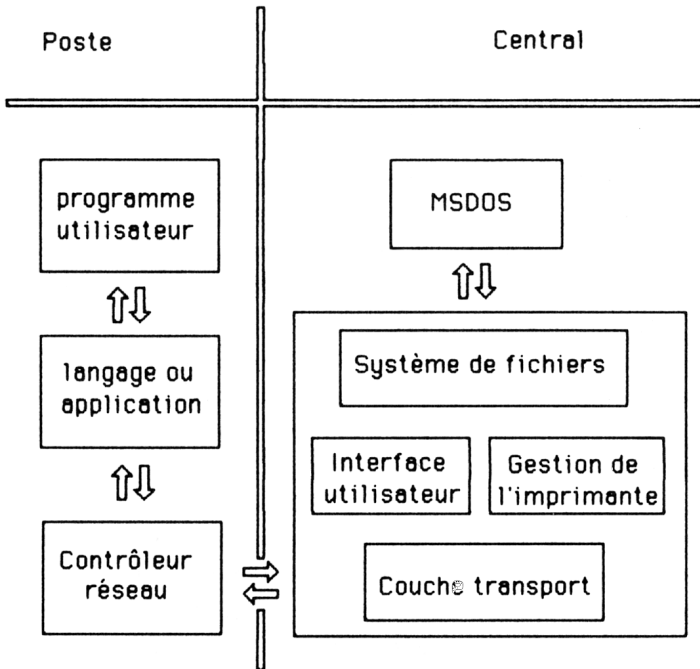 Poste
Central
programme
utilisateur
langage ou
application
Contrôleur
réseau
MSDOS
Système de fichiers
Interface
utilisateur
Gestion de
l'imprimante
Couche transport